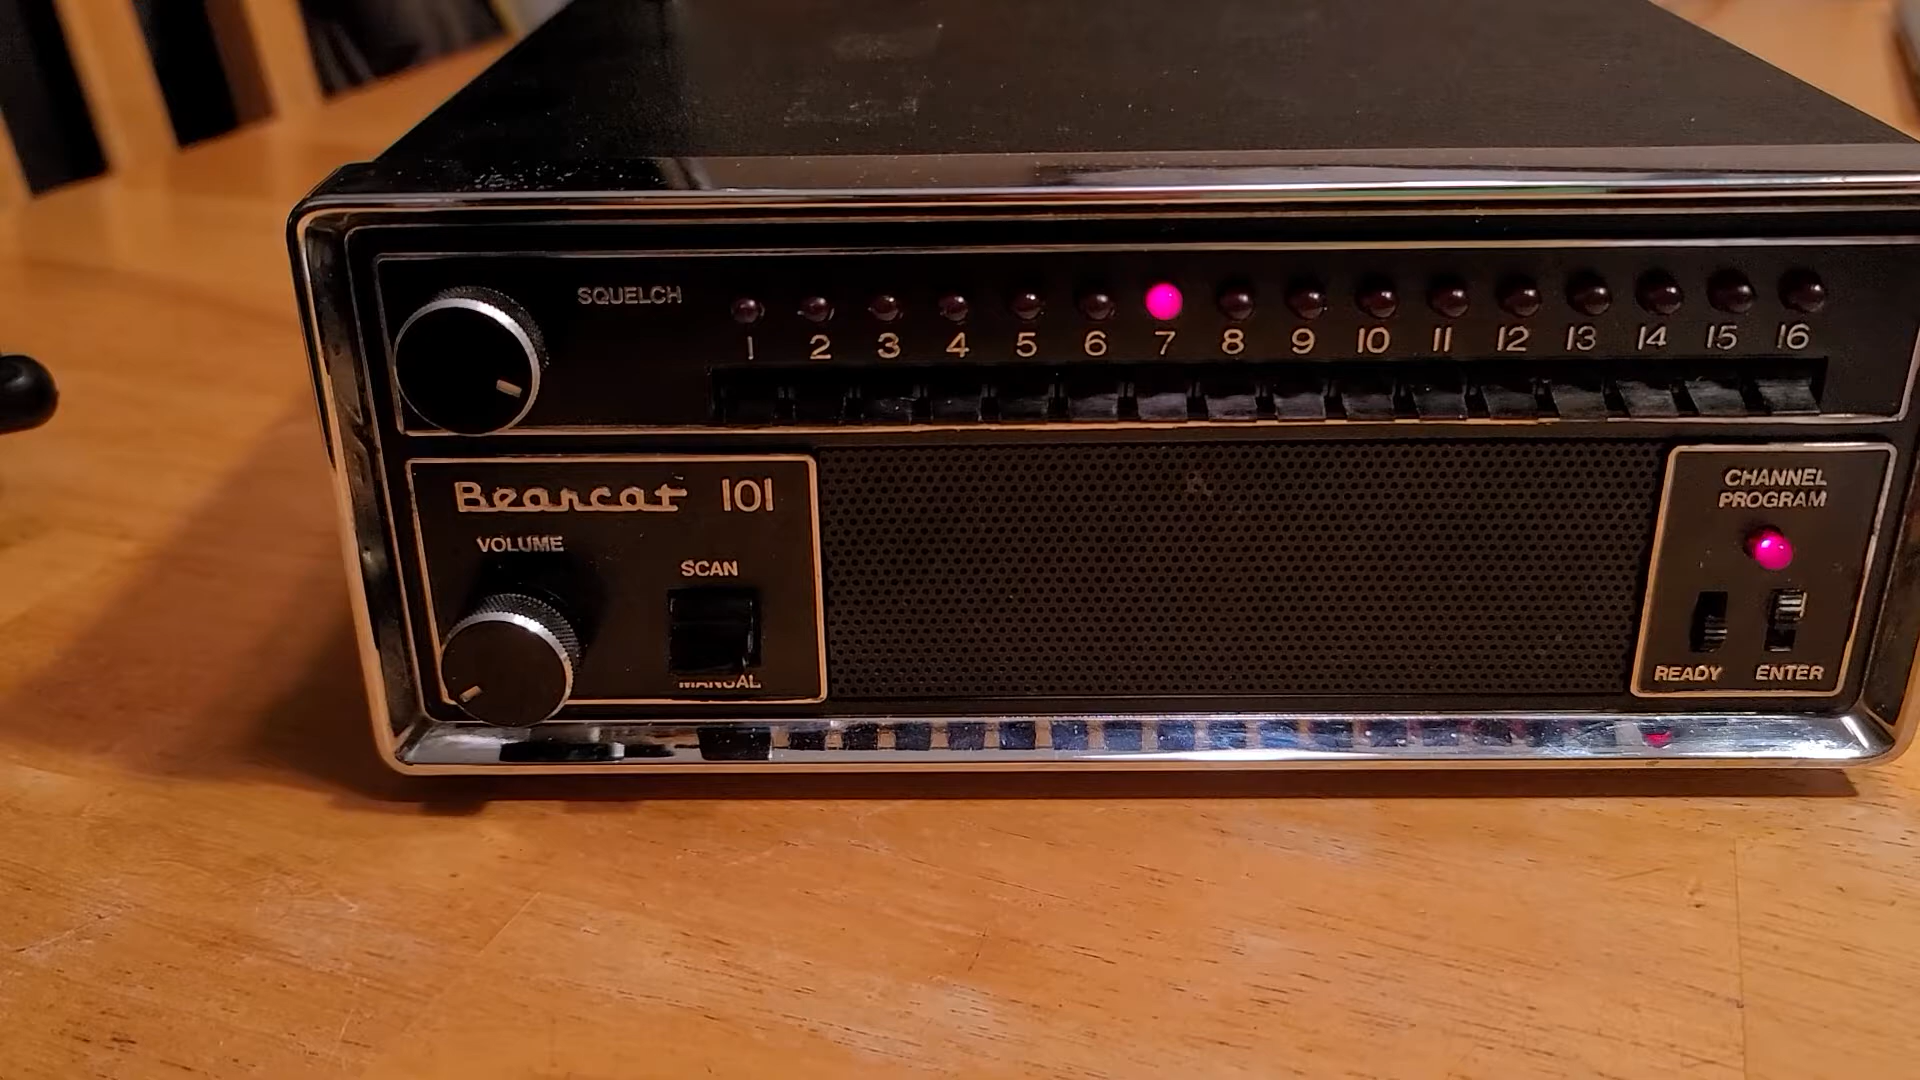 SQUELCH
1 2 3 4 5 6 7 8 9 10 11 12 13 14 15 16
Bearcat 101
VOLUME
SCAN
MANUAL
CHANNEL
PROGRAM
READY ENTER